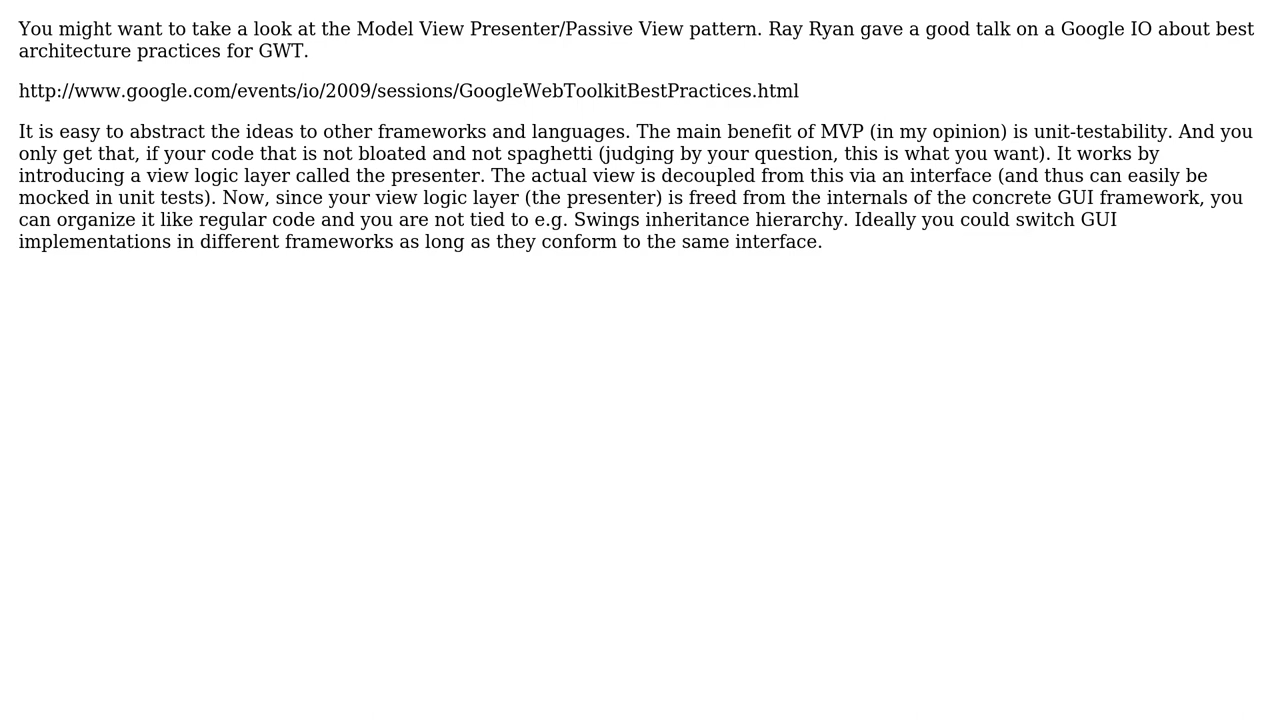 You might want to take a look at the Model View Presenter/Passive View pattern. Ray Ryan gave a good talk on a Google IO about best
architecture practices for GWT.
http://www.google.com/events/io/2009/sessions/GoogleWebToolkitBestPractices.html
It is easy to abstract the ideas to other frameworks and languages. The main benefit of MVP (in my opinion) is unit-testability. And you
only get that, if your code that is not bloated and not spaghetti (judging by your question, this is what you want). It works by
introducing a view logic layer called the presenter. The actual view is decoupled from this via an interface (and thus can easily be
mocked in unit tests). Now, since your view logic layer (the presenter) is freed from the internals of the concrete GUI framework, you
can organize it like regular code and you are not tied to e.g. Swings inheritance hierarchy. Ideally you could switch GUI
implementations in different frameworks as long as they conform to the same interface.